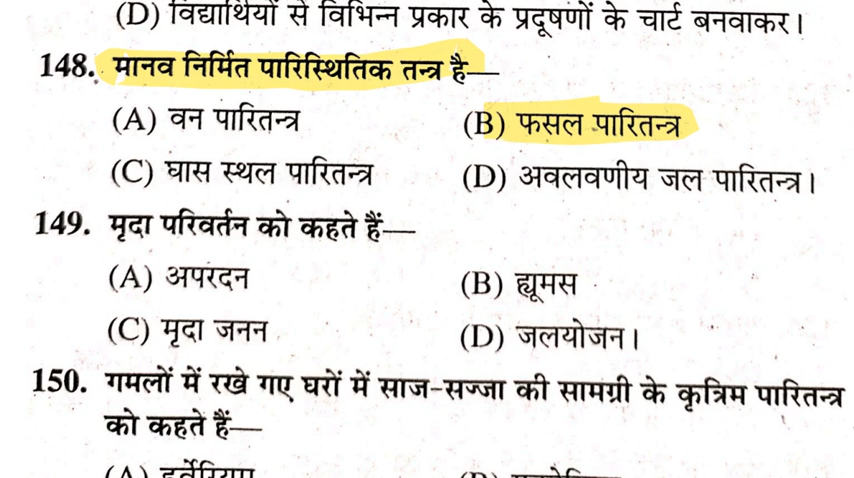 (D) विद्यार्थियों से विभिन्न प्रकार के प्रदूषणों के चार्ट बनवाकर।
148. मानव निर्मित पारिस्थितिक तन्त्र है—
(A) वन पारितन्त्र (B) फसल पारितन्त्र
(C) घास स्थल पारितन्त्र (D) अवलवणीय जल पारितन्त्र।
149. मृदा परिवर्तन को कहते हैं—
(A) अपरदन (B) ह्यूमस
(C) मृदा जनन (D) जलयोजन।
150. गमलों में रखे गए घरों में साज-सज्जा की सामग्री के कृत्रिम पारितन्त्र
को कहते हैं—
(A) (B)